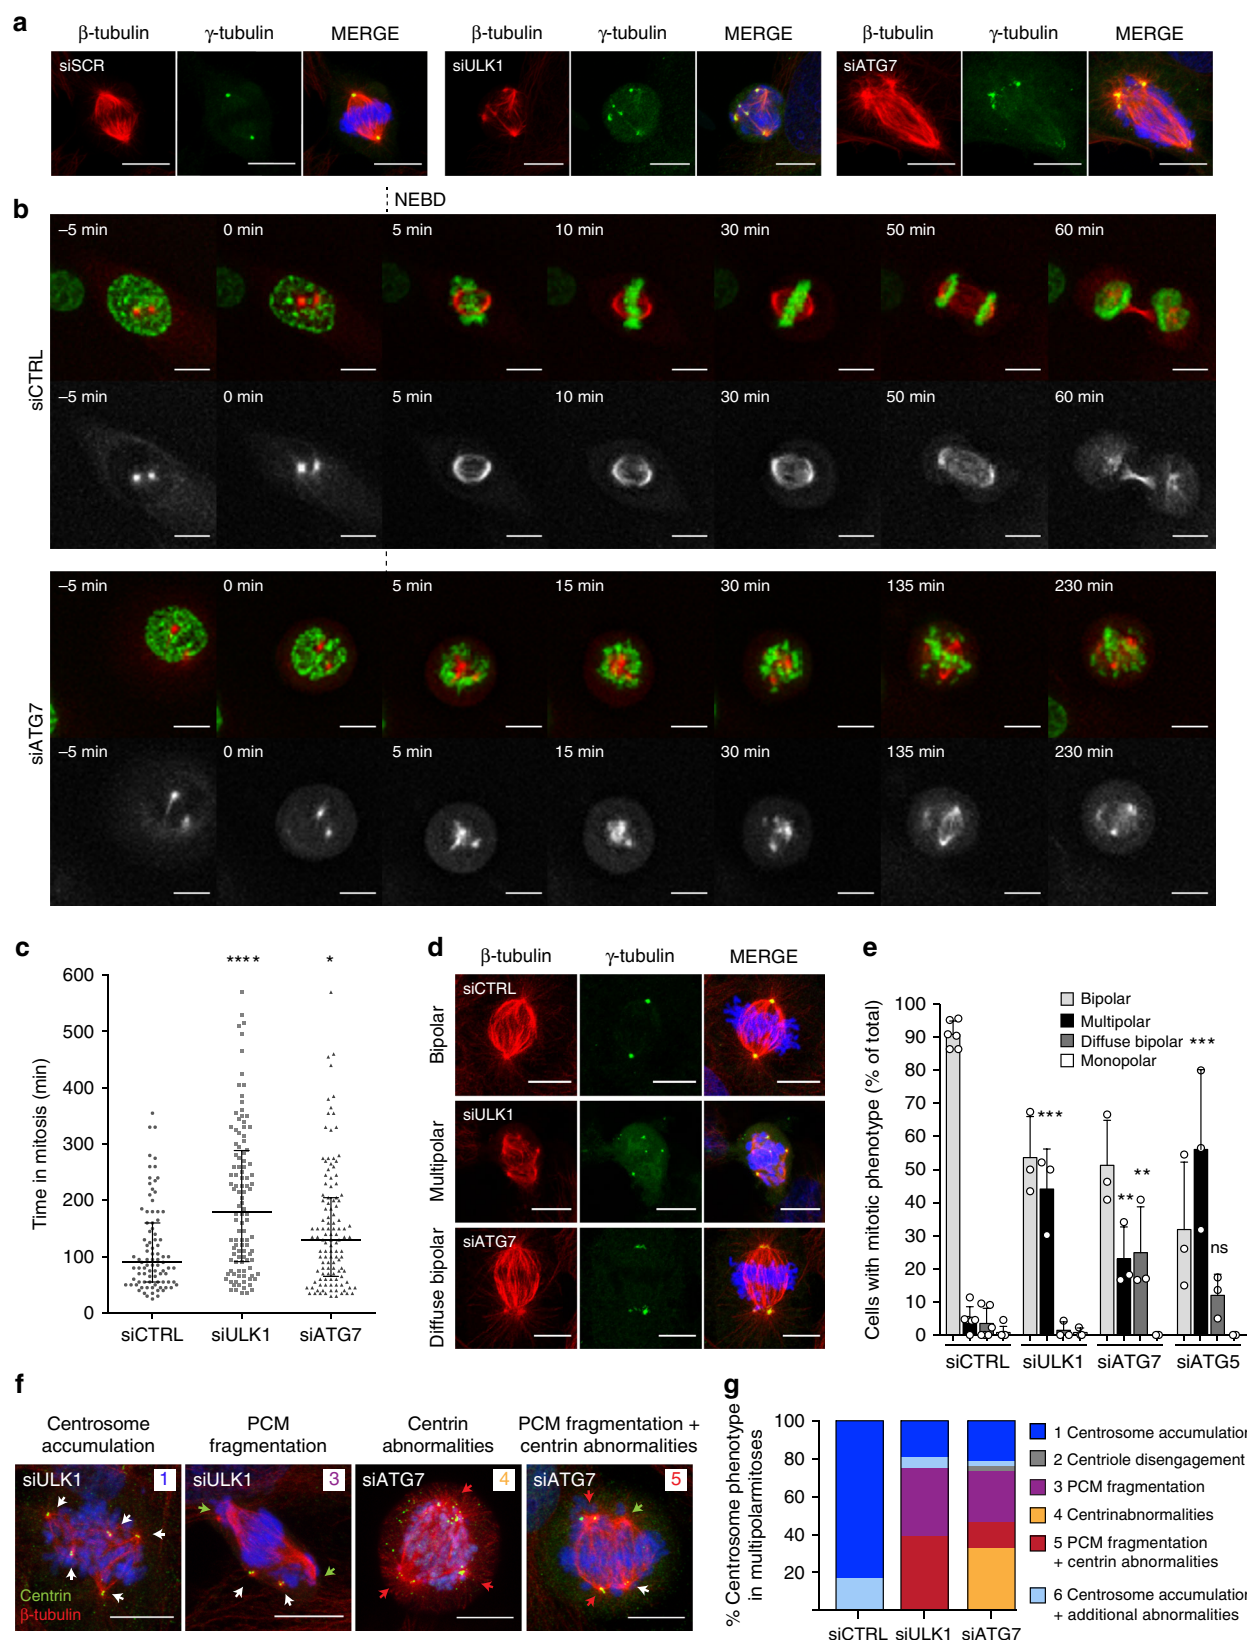 a
β-tubulin γ-tubulin MERGE β-tubulin γ-tubulin MERGE β-tubulin γ-tubulin MERGE
siSCR siULK1 siATG7
b
NEBD
siCTRL
–5 min 0 min 5 min 10 min 30 min 50 min 60 min
–5 min 0 min 5 min 10 min 30 min 50 min 60 min
siATG7
–5 min 0 min 5 min 15 min 30 min 135 min 230 min
–5 min 0 min 5 min 15 min 30 min 135 min 230 min
c
Time in mitosis (min)
600
500
400
300
200
100
0
**** *
siCTRL siULK1 siATG7
d
β-tubulin γ-tubulin MERGE
Bipolar
siCTRL
Multipolar
siULK1
Diffuse bipolar
siATG7
e
Cells with mitotic phenotype (% of total)
100
90
80
70
60
50
40
30
20
10
0
Bipolar
Multipolar
Diffuse bipolar
Monopolar
***
** **
***
ns
siCTRL siULK1 siATG7 siATG5
f
Centrosome
accumulation
PCM
fragmentation
Centrin
abnormalities
PCM fragmentation +
centrin abnormalities
siULK1 1
siULK1 3
siATG7 4
siATG7 5
Centrin
β-tubulin
g
% Centrosome phenotype
in multipolarmitoses
100
80
60
40
20
siCTRL siULK1 siATG7
1 Centrosome accumulation
2 Centriole disengagement
3 PCM fragmentation
4 Centrinabnormalities
5 PCM fragmentation
+ centrin abnormalities
6 Centrosome accumulation
+ additional abnormalities